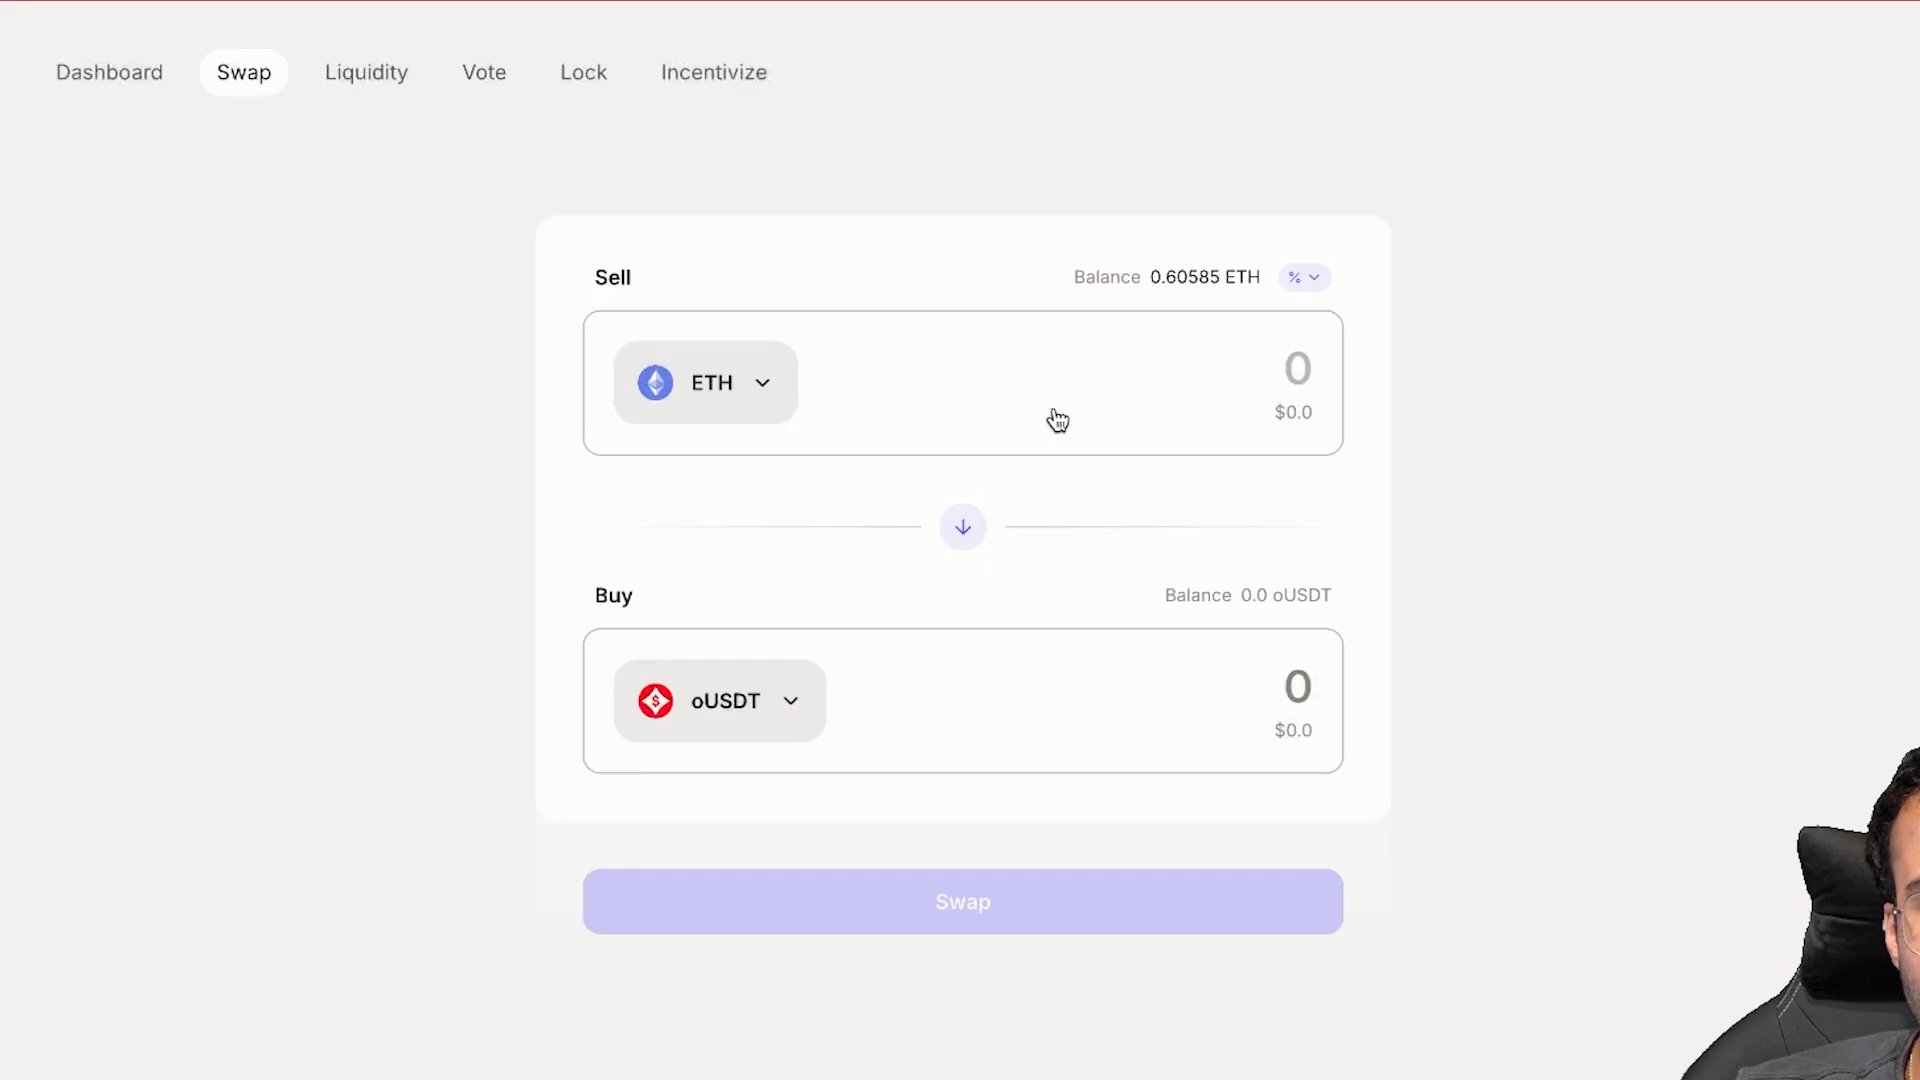 Dashboard Swap Liquidity Vote Lock Incentivize
Sell Balance 0.60585 ETH %
ETH 0
$0.0
Buy Balance 0.0 oUSDT
$ oUSDT 0
$0.0
Swap